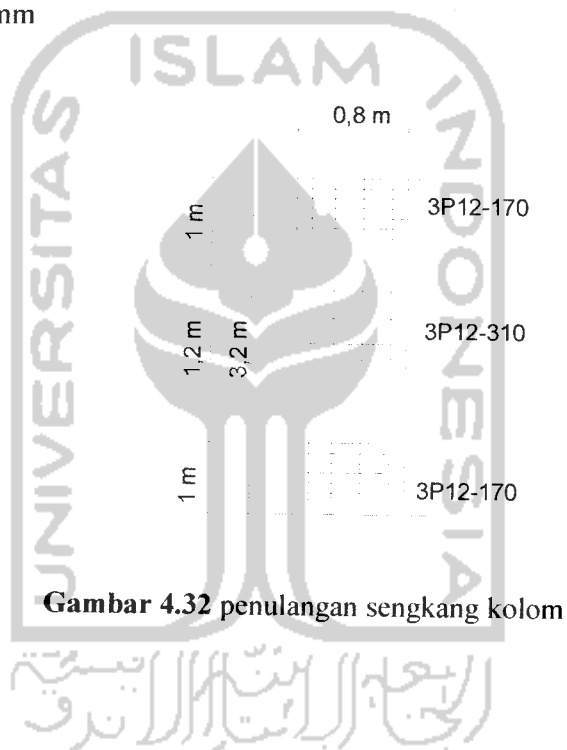 mm
ISLAM
UNIVERSITAS
INDONESIA
0,8 m
1 m
3P12-170
1,2 m
3,2 m
3P12-310
1 m
3P12-170
Gambar 4.32 penulangan sengkang kolom